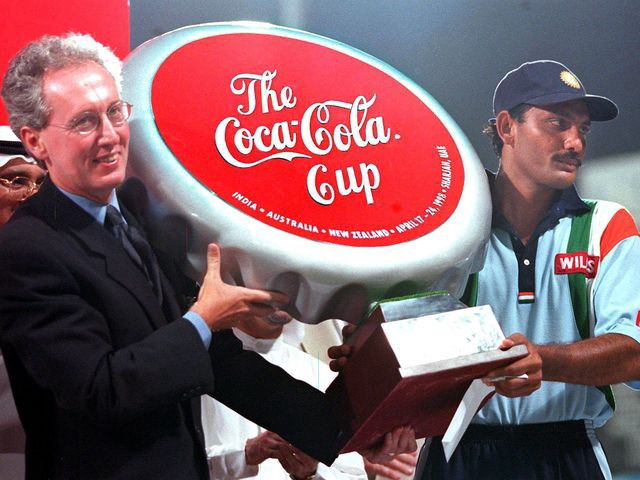 The
Coca-Cola
Cup
INDIA • AUSTRALIA • NEW ZEALAND • APRIL 17 - 24, 1998 • SHARJAH, UAE
WILLS